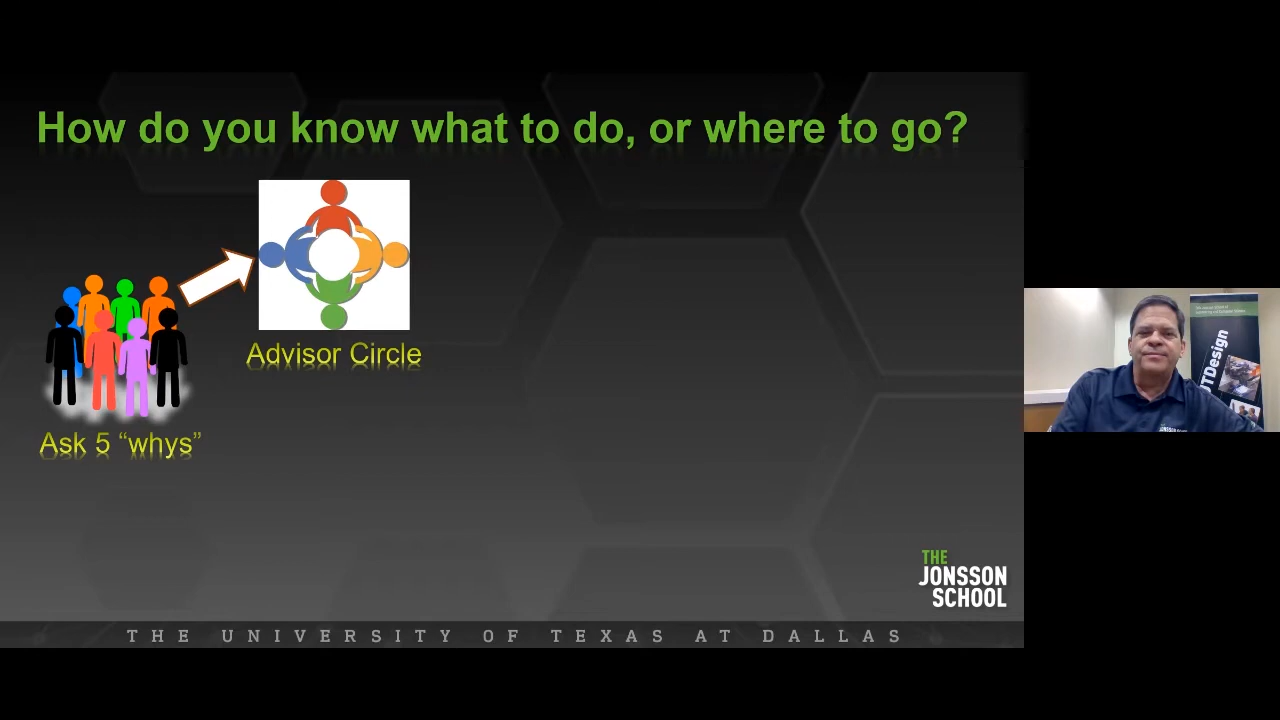 How do you know what to do, or where to go?
Advisor Circle
Ask 5 “whys”
THE
JONSSON
SCHOOL
THE UNIVERSITY OF TEXAS AT DALLAS
UTDesign
JONSSON